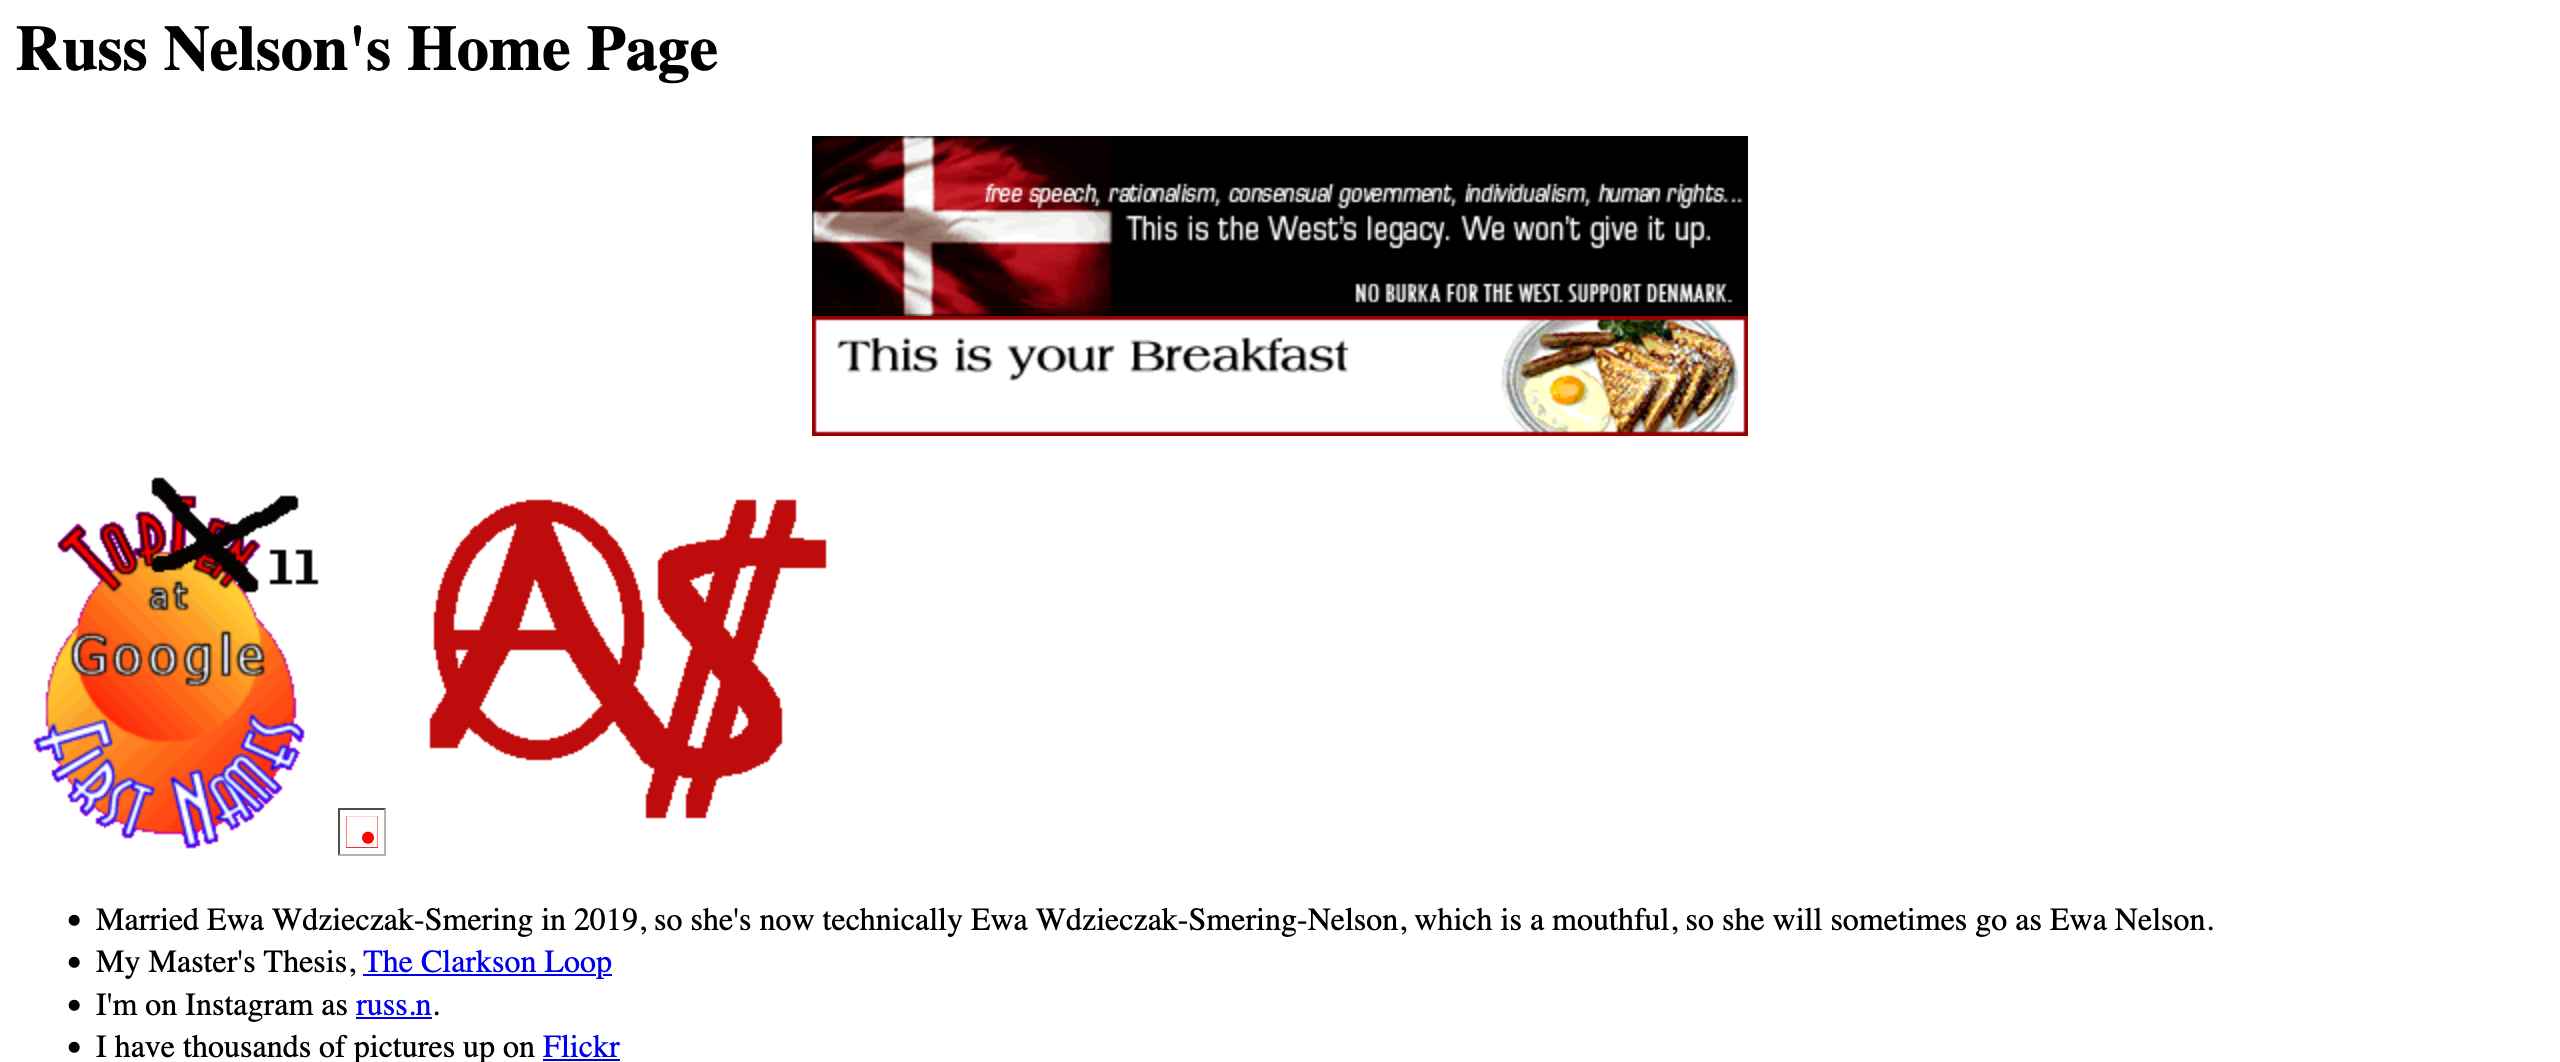 Russ Nelson's Home Page
free speech, rationalism, consensual government, individualism, human rights...
This is the West's legacy. We won't give it up.
NO BURKA FOR THE WEST. SUPPORT DENMARK.
This is your Breakfast
TOPTEN
11
at
Google
FIRST NAMES
A$
• Married Ewa Wdzieczak-Smering in 2019, so she's now technically Ewa Wdzieczak-Smering-Nelson, which is a mouthful, so she will sometimes go as Ewa Nelson.
• My Master's Thesis, The Clarkson Loop
• I'm on Instagram as russ.n.
• I have thousands of pictures up on Flickr